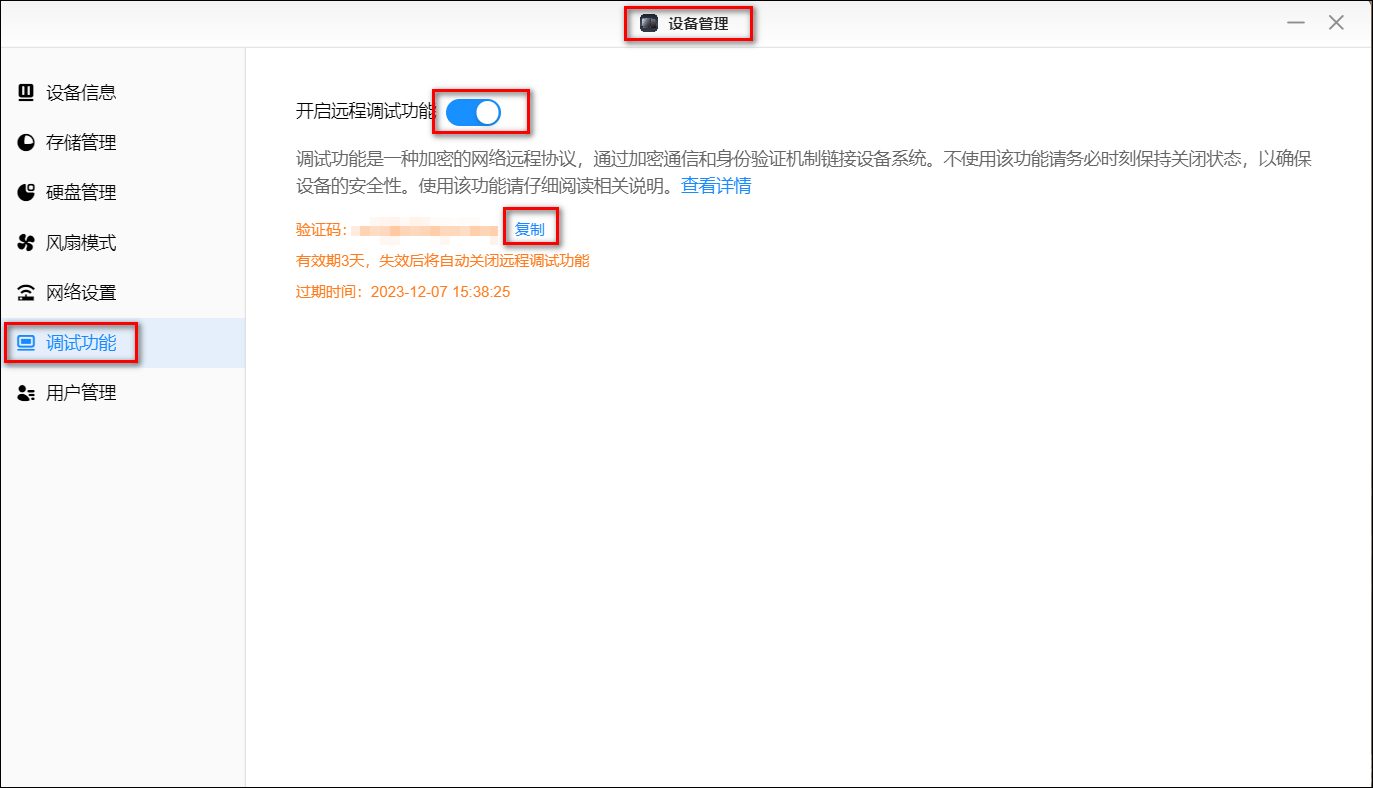 设备管理
设备信息
存储管理
硬盘管理
风扇模式
网络设置
调试功能
用户管理
开启远程调试功能
调试功能是一种加密的网络远程协议，通过加密通信和身份验证机制链接设备系统。不使用该功能请务必时刻保持关闭状态，以确保
设备的安全性。使用该功能请仔细阅读相关说明。查看详情
验证码： 复制
有效期3天，失效后将自动关闭远程调试功能
过期时间：2023-12-07 15:38:25